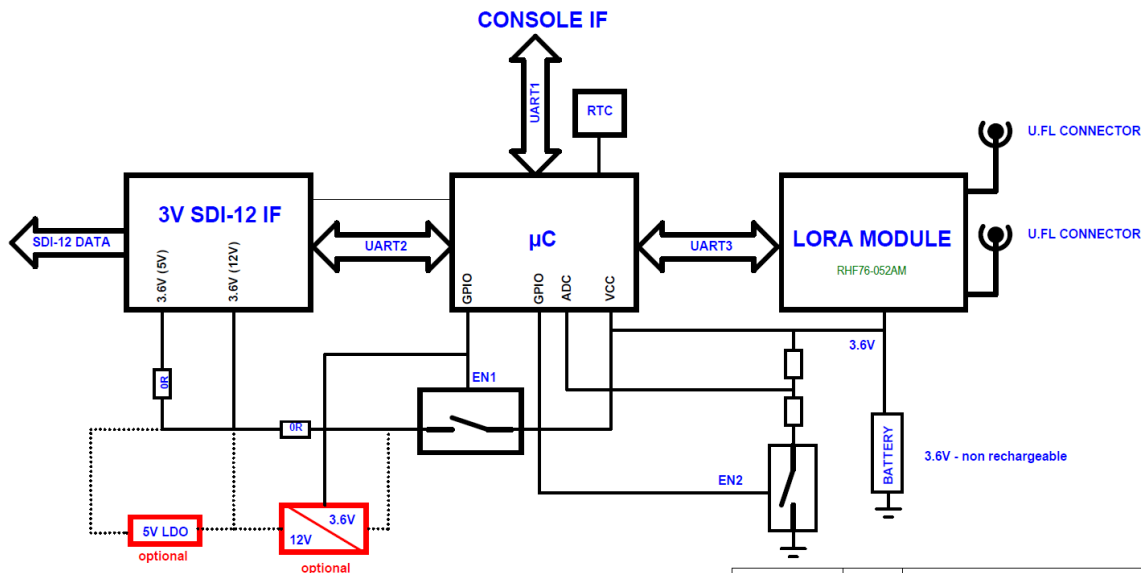 CONSOLE IF
UART1
RTC
U.FL CONNECTOR
3V SDI-12 IF
µC
LORA MODULE
U.FL CONNECTOR
SDI-12 DATA
UART2
UART3
RHF76-052AM
3.6V (5V)
3.6V (12V)
GPIO
GPIO
ADC
VCC
3.6V
0R
EN1
0R
BATTERY
3.6V - non rechargeable
EN2
5V LDO
3.6V
12V
optional
optional